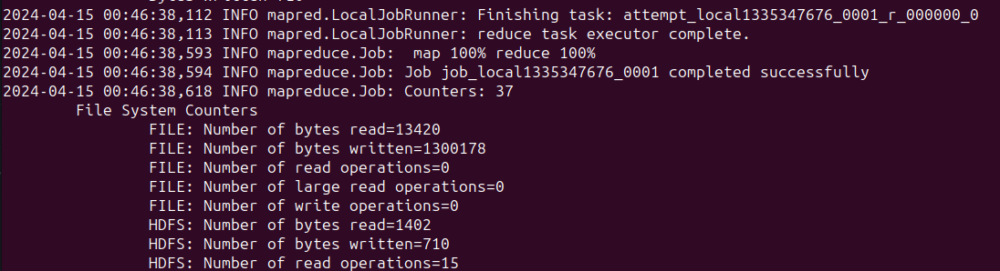 2024-04-15 00:46:38,112 INFO mapred.LocalJobRunner: Finishing task: attempt_local1335347676_0001_r_000000_0
2024-04-15 00:46:38,113 INFO mapred.LocalJobRunner: reduce task executor complete.
2024-04-15 00:46:38,593 INFO mapreduce.Job:  map 100% reduce 100%
2024-04-15 00:46:38,594 INFO mapreduce.Job: Job job_local1335347676_0001 completed successfully
2024-04-15 00:46:38,618 INFO mapreduce.Job: Counters: 37
File System Counters
FILE: Number of bytes read=13420
FILE: Number of bytes written=1300178
FILE: Number of read operations=0
FILE: Number of large read operations=0
FILE: Number of write operations=0
HDFS: Number of bytes read=1402
HDFS: Number of bytes written=710
HDFS: Number of read operations=15